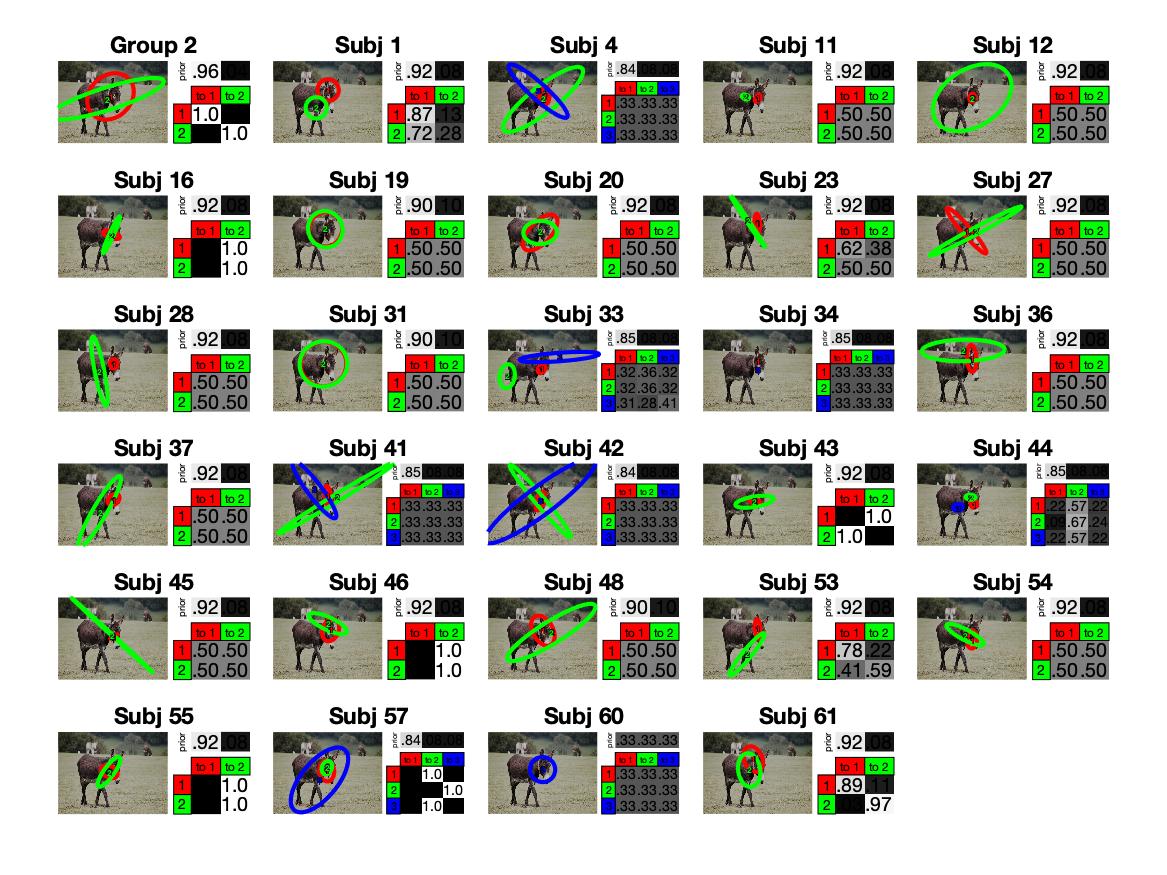 Group 2
prior .96
to 1 to 2
1 1.0
2 1.0
Subj 1
prior .92 .08
to 1 to 2
1 .87 .13
2 .72 .28
Subj 4
prior .84 .08 .08
to 1 to 2
1 .33 .33 .33
2 .33 .33 .33
3 .33 .33 .33
Subj 11
prior .92 .08
to 1 to 2
1 .50 .50
2 .50 .50
Subj 12
prior .92 .08
to 1 to 2
1 .50 .50
2 .50 .50
Subj 16
prior .92 .08
to 1 to 2
1 1.0
2 1.0
Subj 19
prior .90 .10
to 1 to 2
1 .50 .50
2 .50 .50
Subj 20
prior .92 .08
to 1 to 2
1 .50 .50
2 .50 .50
Subj 23
prior .92 .08
to 1 to 2
1 .62 .38
2 .50 .50
Subj 27
prior .92 .08
to 1 to 2
1 .50 .50
2 .50 .50
Subj 28
prior .92 .08
to 1 to 2
1 .50 .50
2 .50 .50
Subj 31
prior .90 .10
to 1 to 2
1 .50 .50
2 .50 .50
Subj 33
prior .85 .08 .08
to 1 to 2
1 .32 .36 .32
2 .32 .36 .32
3 .31 .28 .41
Subj 34
prior .85 .08 .08
to 1 to 2
1 .33 .33 .33
2 .33 .33 .33
3 .33 .33 .33
Subj 36
prior .92 .08
to 1 to 2
1 .50 .50
2 .50 .50
Subj 37
prior .92 .08
to 1 to 2
1 .50 .50
2 .50 .50
Subj 41
prior .85 .08 .08
to 1 to 2
1 .33 .33 .33
2 .33 .33 .33
3 .33 .33 .33
Subj 42
prior .84 .08 .08
to 1 to 2
1 .33 .33 .33
2 .33 .33 .33
3 .33 .33 .33
Subj 43
prior .92 .08
to 1 to 2
1 1.0
2 1.0
Subj 44
prior .85 .08 .08
to 1 to 2
1 .22 .57 .22
2 .09 .67 .24
3 .22 .57 .22
Subj 45
prior .92 .08
to 1 to 2
1 .50 .50
2 .50 .50
Subj 46
prior .92 .08
to 1 to 2
1 1.0
2 1.0
Subj 48
prior .90 .10
to 1 to 2
1 .50 .50
2 .50 .50
Subj 53
prior .92 .08
to 1 to 2
1 .78 .22
2 .41 .59
Subj 54
prior .92 .08
to 1 to 2
1 .50 .50
2 .50 .50
Subj 55
prior .92 .08
to 1 to 2
1 1.0
2 1.0
Subj 57
prior .84 .08 .08
to 1 to 2
1 1.0
2 1.0
3 1.0
Subj 60
prior .33 .33 .33
to 1 to 2
1 .33 .33 .33
2 .33 .33 .33
3 .33 .33 .33
Subj 61
prior .92 .08
to 1 to 2
1 .89 .11
2 .03 .97